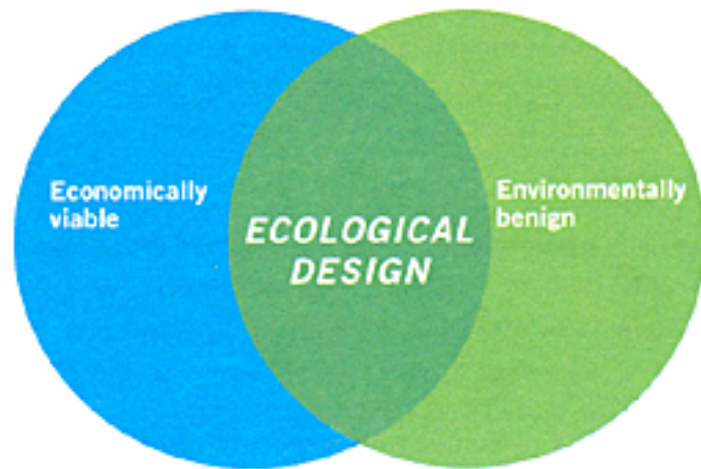 Economically
viable
ECOLOGICAL
DESIGN
Environmentally
benign